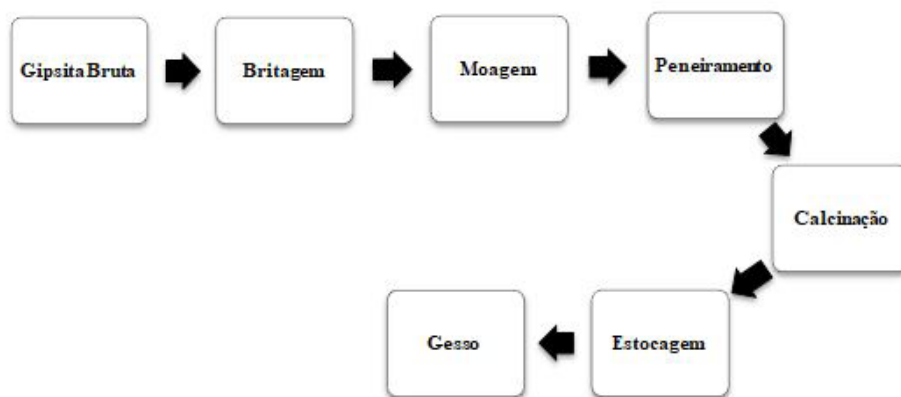 Gipsita Bruta
Britagem
Moagem
Peneiramento
Calcinação
Estocagem
Gesso